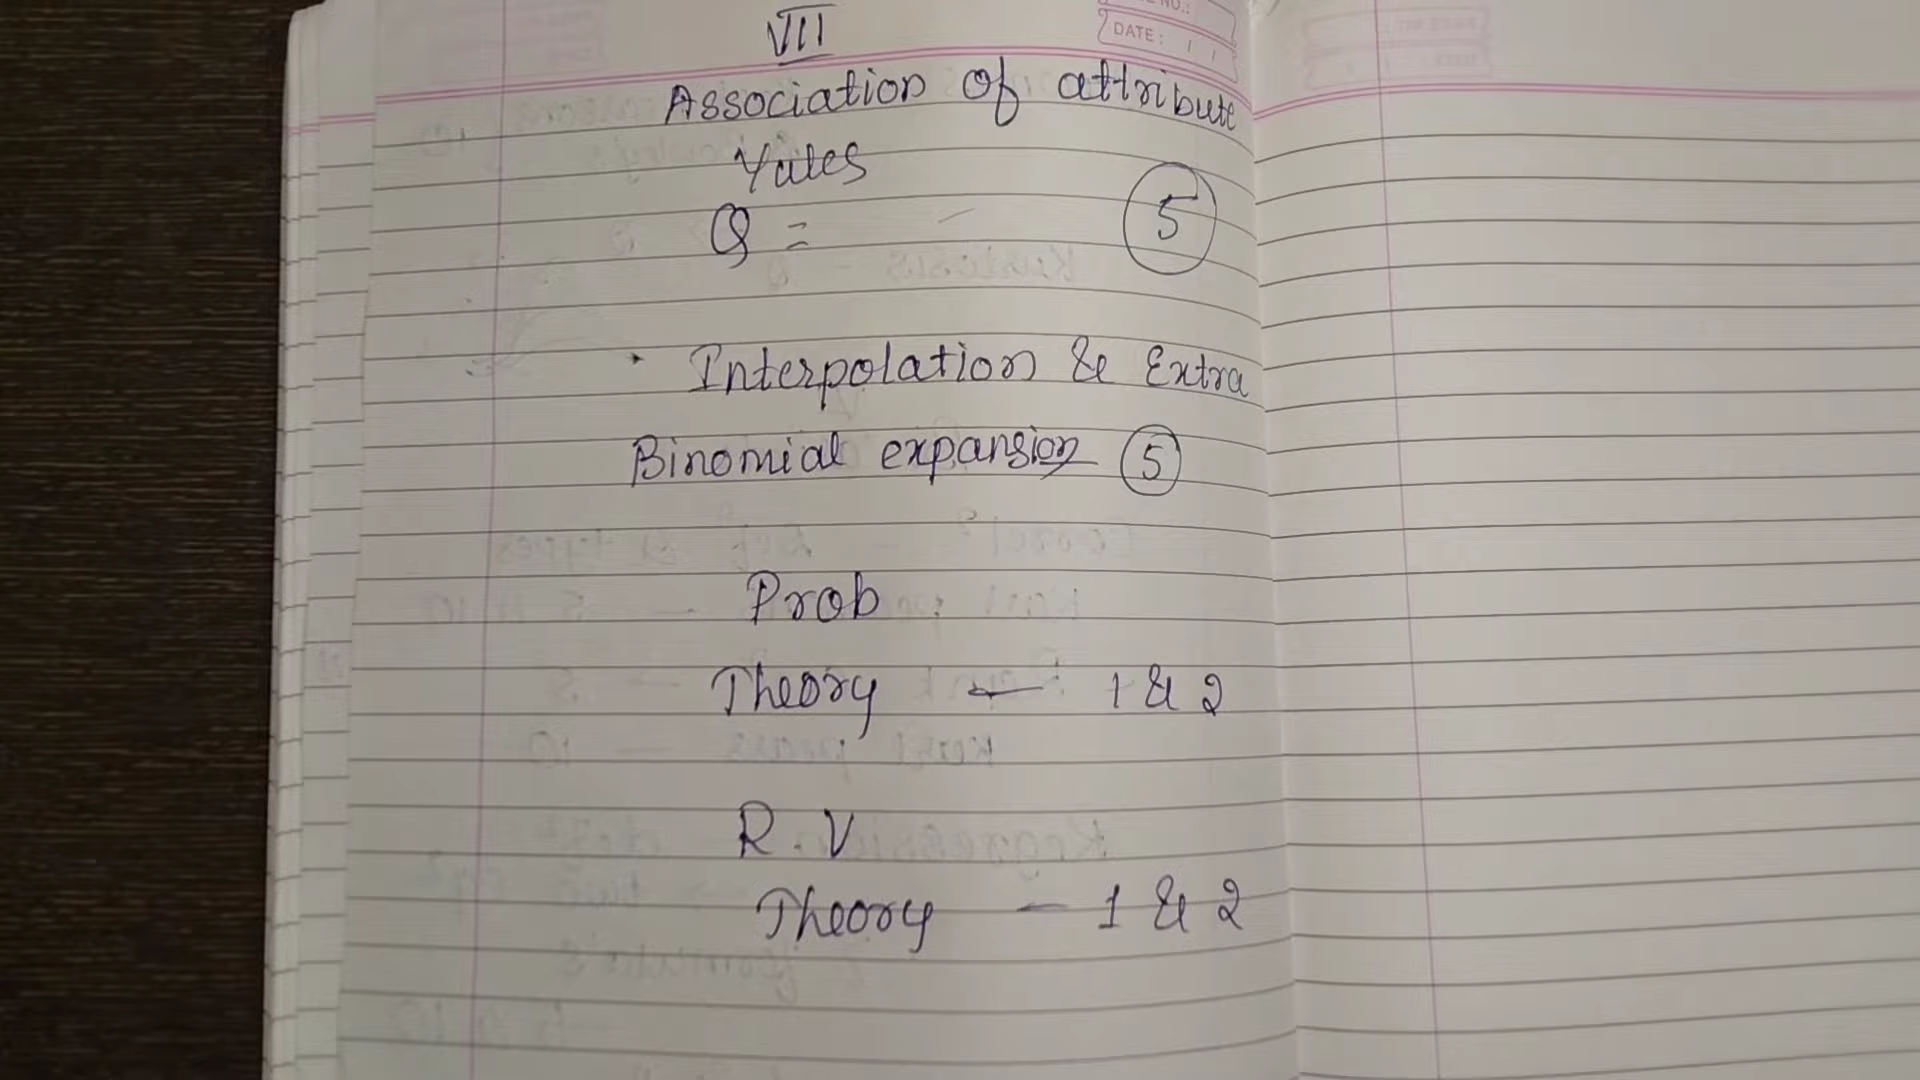 VII
DATE :
Association of attribute
Yules
Q = 5
Interpolation & Extra
Binomial expansion 5
Prob
Theory - 1 & 2
R.V
Theory - 1 & 2